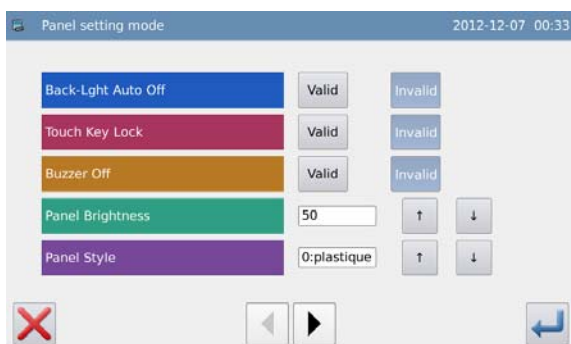 Panel setting mode 2012-12-07 00:33
Back-Lght Auto Off Valid Invalid
Touch Key Lock Valid Invalid
Buzzer Off Valid Invalid
Panel Brightness 50 ↑ ↓
Panel Style 0:plastique ↑ ↓